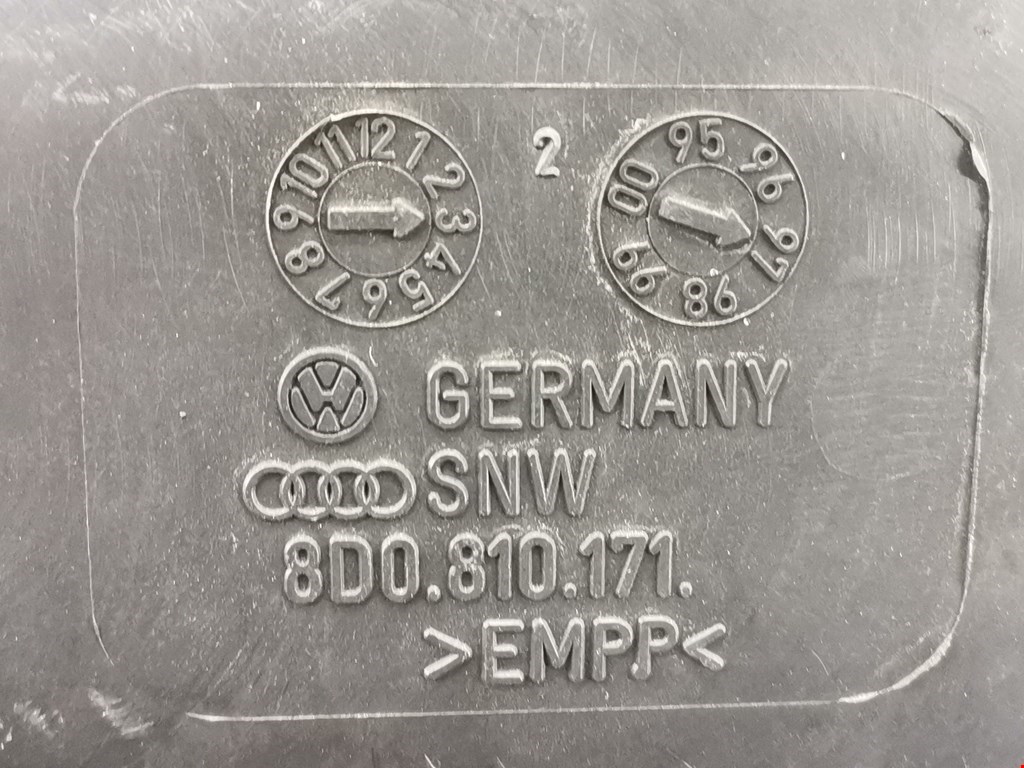 12 1 2 3 4 5 6 7 8 9 10 11
2
95 96 97 98 99 00
GERMANY
SNW
8D0.810.171.
>EMPP<